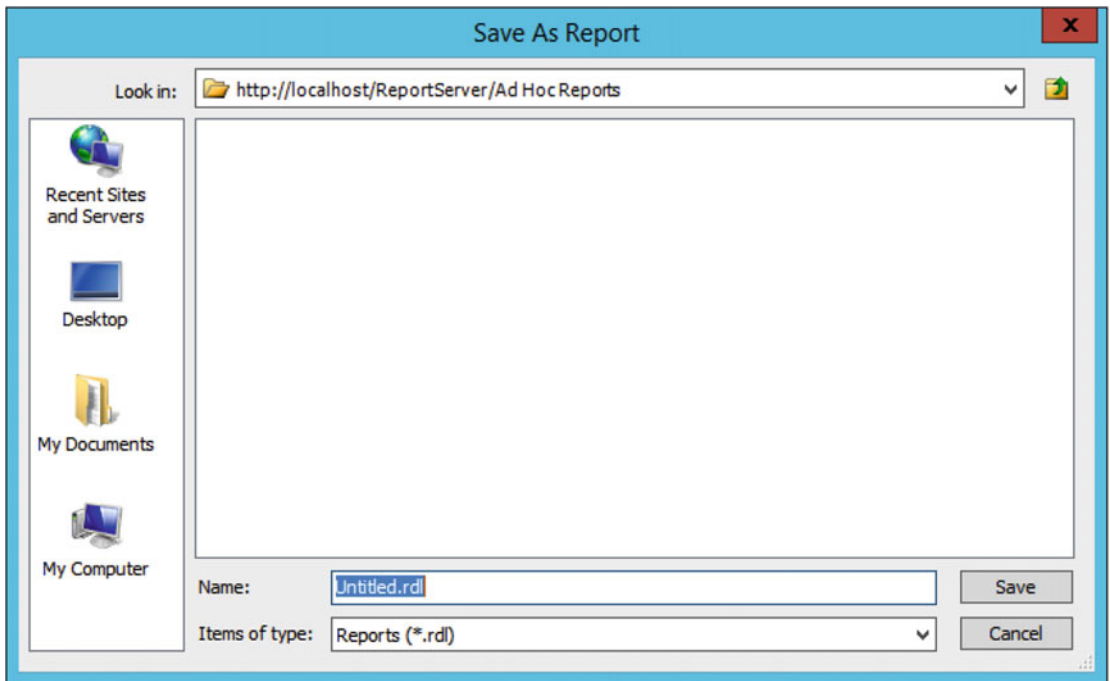 Save As Report
x
Look in:
http://localhost/ReportServer/Ad Hoc Reports
Recent Sites
and Servers
Desktop
My Documents
My Computer
Name:
Untitled.rdl
Save
Items of type:
Reports (*.rdl)
Cancel